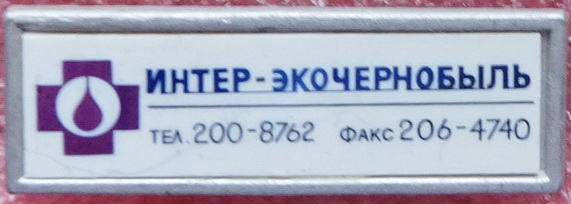 ИНТЕР-ЭКОЧЕРНОБЫЛЬ
ТЕЛ. 200-8762 ФАКС 206-4740